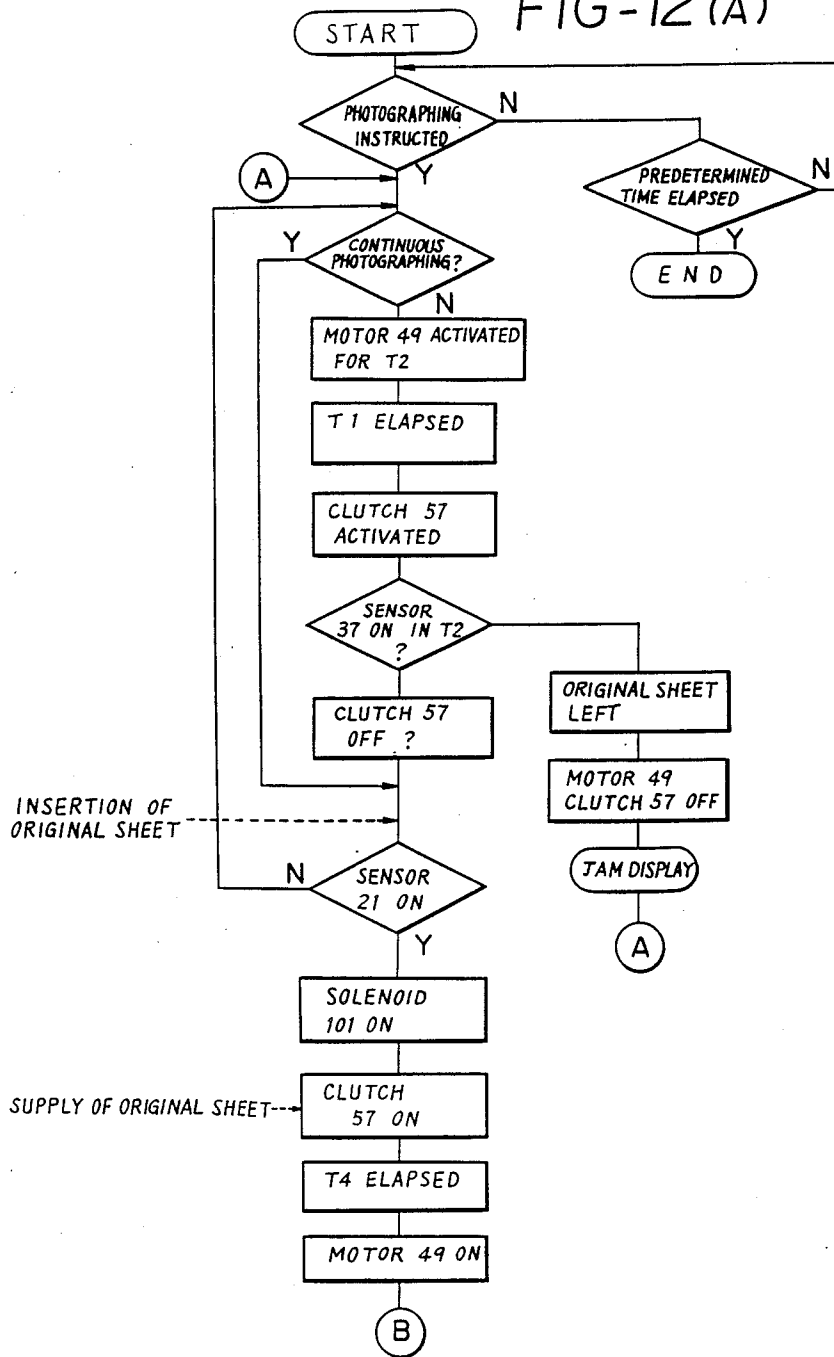 FIG-12(A)
START
PHOTOGRAPHING
INSTRUCTED
N
Y
PREDETERMINED
TIME ELAPSED
N
Y
END
A
CONTINUOUS
PHOTOGRAPHING?
Y
N
MOTOR 49 ACTIVATED
FOR T2
T1 ELAPSED
CLUTCH 57
ACTIVATED
SENSOR
37 ON IN T2
?
ORIGINAL SHEET
LEFT
CLUTCH 57
OFF ?
MOTOR 49
CLUTCH 57 OFF
INSERTION OF
ORIGINAL SHEET
JAM DISPLAY
A
SENSOR
21 ON
N
Y
SOLENOID
101 ON
SUPPLY OF ORIGINAL SHEET
CLUTCH
57 ON
T4 ELAPSED
MOTOR 49 ON
B